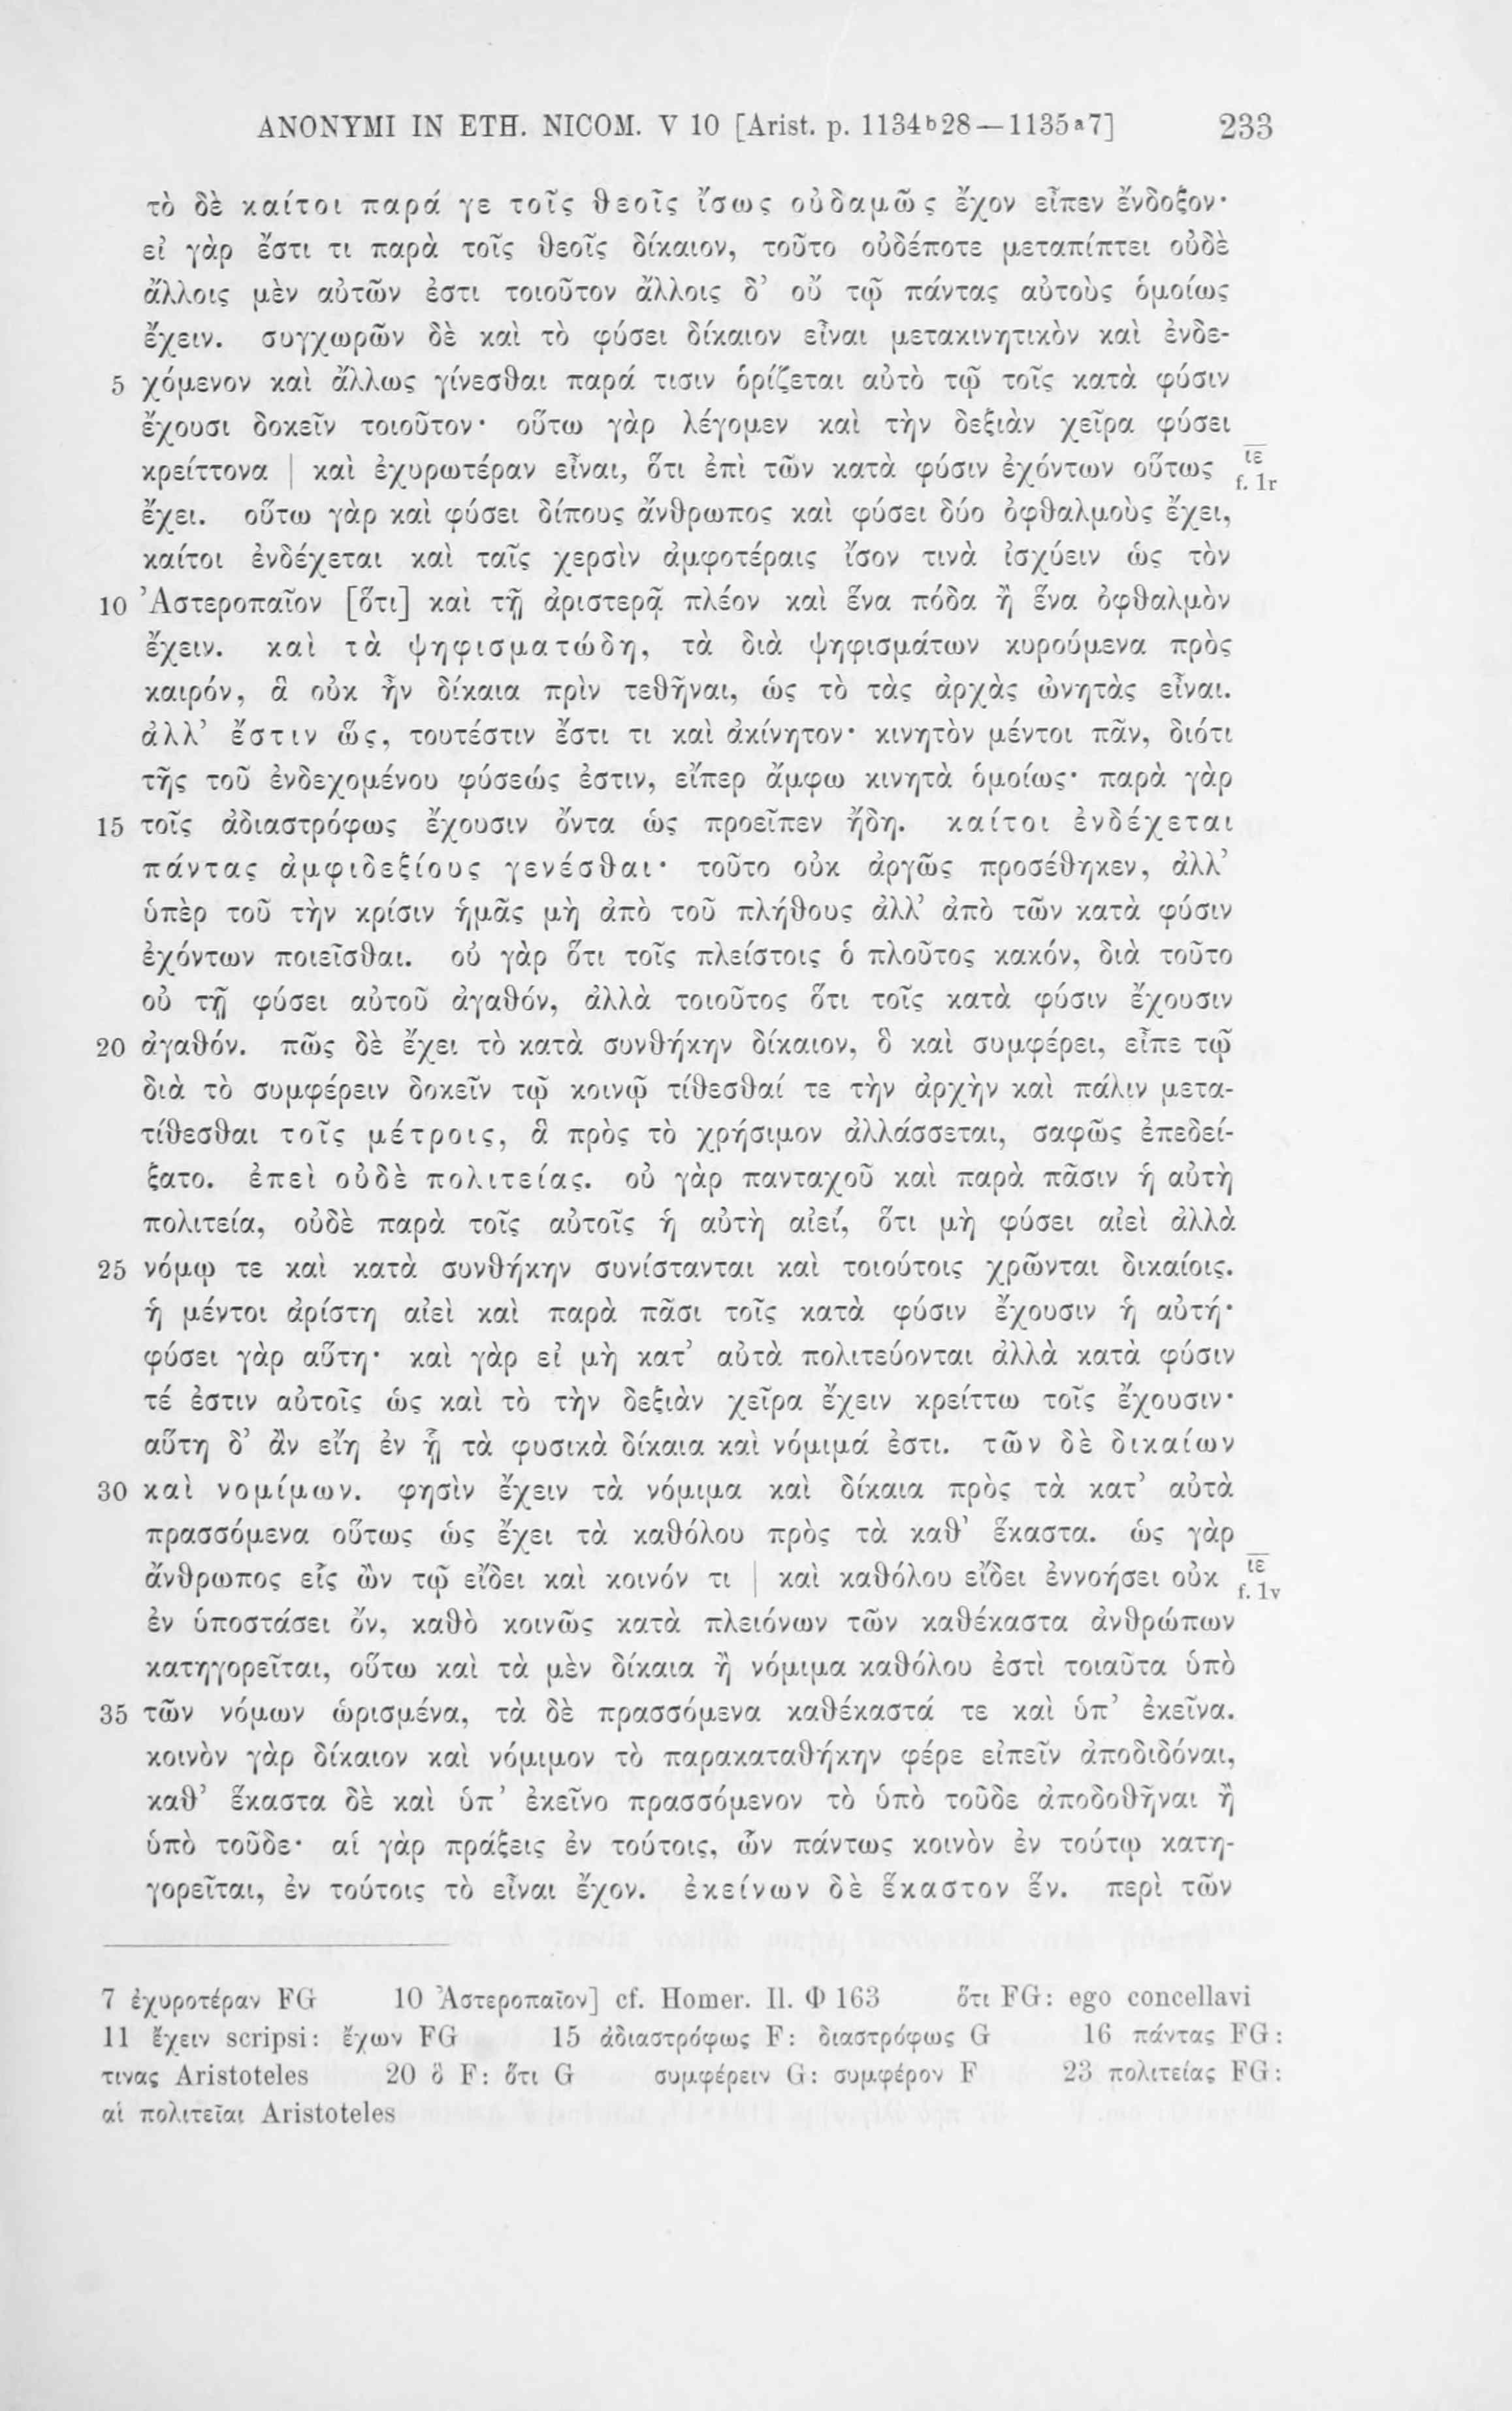 ANONYMI IN ETH. NICOM. V 10 [Arist. p. 1134b28—1135a7] 233
τὸ δὲ καίτοι παρά γε τοῖς θεοῖς ἴσως οὐδαμῶς ἔχον εἶπεν ἔνδοξον·
εἰ γὰρ ἔστι τι παρὰ τοῖς θεοῖς δίκαιον, τοῦτο οὐδέποτε μεταπίπτει οὐδὲ
ἄλλοις μὲν αὐτῶν ἐστι τοιοῦτον ἄλλοις δ’ οὔ τῷ πάντας αὐτοὺς ὁμοίως
ἔχειν. συγχωρῶν δὲ καὶ τὸ φύσει δίκαιον εἶναι μετακινητικὸν καὶ ἐνδε-
5 χόμενον καὶ ἄλλως γίνεσθαι παρά τισιν ὁρίζεται αὐτὸ τῷ τοῖς κατὰ φύσιν
ἔχουσι δοκεῖν τοιοῦτον· οὕτω γὰρ λέγομεν καὶ τὴν δεξιὰν χεῖρα φύσει
κρείττονα | καὶ ἐχυρωτέραν εἶναι, ὅτι ἐπὶ τῶν κατὰ φύσιν ἐχόντων οὕτως ιε f. 1r
ἔχει. οὕτω γὰρ καὶ φύσει δίπους ἄνθρωπος καὶ φύσει δύο ὀφθαλμοὺς ἔχει,
καίτοι ἐνδέχεται καὶ ταῖς χερσὶν ἀμφοτέραις ἴσον τινὰ ἰσχύειν ὡς τὸν
10 Ἀστεροπαῖον [ὅτι] καὶ τῇ ἀριστερᾷ πλέον καὶ ἕνα πόδα ἢ ἕνα ὀφθαλμὸν
ἔχειν. καὶ τὰ ψηφισματώδη, τὰ διὰ ψηφισμάτων κυρούμενα πρὸς
καιρόν, ἃ οὐκ ἦν δίκαια πρὶν τεθῆναι, ὡς τὸ τὰς ἀρχὰς ὠνητὰς εἶναι.
ἀλλ’ ἔστιν ὥς, τουτέστιν ἔστι τι καὶ ἀκίνητον· κινητὸν μέντοι πᾶν, διότι
τῆς τοῦ ἐνδεχομένου φύσεώς ἐστιν, εἴπερ ἄμφω κινητὰ ὁμοίως· παρὰ γὰρ
15 τοῖς ἀδιαστρόφως ἔχουσιν ὄντα ὡς προεῖπεν ἤδη. καίτοι ἐνδέχεται
πάντας ἀμφιδεξίους γενέσθαι· τοῦτο οὐκ ἀργῶς προσέθηκεν, ἀλλ’
ὑπὲρ τοῦ τὴν κρίσιν ἡμᾶς μὴ ἀπὸ τοῦ πλήθους ἀλλ’ ἀπὸ τῶν κατὰ φύσιν
ἐχόντων ποιεῖσθαι. οὐ γὰρ ὅτι τοῖς πλείστοις ὁ πλοῦτος κακόν, διὰ τοῦτο
οὐ τῇ φύσει αὐτοῦ ἀγαθόν, ἀλλὰ τοιοῦτος ὅτι τοῖς κατὰ φύσιν ἔχουσιν
20 ἀγαθόν. πῶς δὲ ἔχει τὸ κατὰ συνθήκην δίκαιον, ὃ καὶ συμφέρει, εἶπε τῷ
διὰ τὸ συμφέρειν δοκεῖν τῷ κοινῷ τίθεσθαί τε τὴν ἀρχὴν καὶ πάλιν μετα-
τίθεσθαι τοῖς μέτροις, ἃ πρὸς τὸ χρήσιμον ἀλλάσσεται, σαφῶς ἐπεδεί-
ξατο. ἐπεὶ οὐδὲ πολιτείας. οὐ γὰρ πανταχοῦ καὶ παρὰ πᾶσιν ἡ αὐτὴ
πολιτεία, οὐδὲ παρὰ τοῖς αὐτοῖς ἡ αὐτὴ αἰεί, ὅτι μὴ φύσει αἰεὶ ἀλλὰ
25 νόμῳ τε καὶ κατὰ συνθήκην συνίστανται καὶ τοιούτοις χρῶνται δικαίοις.
ἡ μέντοι ἀρίστη αἰεὶ καὶ παρὰ πᾶσι τοῖς κατὰ φύσιν ἔχουσιν ἡ αὐτή·
φύσει γὰρ αὕτη· καὶ γὰρ εἰ μὴ κατ’ αὐτὰ πολιτεύονται ἀλλὰ κατὰ φύσιν
τέ ἐστιν αὐτοῖς ὡς καὶ τὸ τὴν δεξιὰν χεῖρα ἔχειν κρείττω τοῖς ἔχουσιν·
αὕτη δ’ ἂν εἴη ἐν ᾗ τὰ φυσικὰ δίκαια καὶ νόμιμά ἐστι. τῶν δὲ δικαίων
30 καὶ νομίμων. φησὶν ἔχειν τὰ νόμιμα καὶ δίκαια πρὸς τὰ κατ’ αὐτὰ
πρασσόμενα οὕτως ὡς ἔχει τὰ καθόλου πρὸς τὰ καθ’ ἕκαστα. ὡς γὰρ
ἄνθρωπος εἷς ὢν τῷ εἴδει καὶ κοινόν τι | καὶ καθόλου εἴδει ἐννοήσει οὐκ ιε f. 1v
ἐν ὑποστάσει ὄν, καθὸ κοινῶς κατὰ πλειόνων τῶν καθέκαστα ἀνθρώπων
κατηγορεῖται, οὕτω καὶ τὰ μὲν δίκαια ἢ νόμιμα καθόλου ἐστὶ τοιαῦτα ὑπὸ
35 τῶν νόμων ὡρισμένα, τὰ δὲ πρασσόμενα καθέκαστά τε καὶ ὑπ’ ἐκεῖνα.
κοινὸν γὰρ δίκαιον καὶ νόμιμον τὸ παρακαταθήκην φέρε εἰπεῖν ἀποδιδόναι,
καθ’ ἕκαστα δὲ καὶ ὑπ’ ἐκεῖνο πρασσόμενον τὸ ὑπὸ τοῦδε ἀποδοθῆναι ἢ
ὑπὸ τοῦδε· αἱ γὰρ πράξεις ἐν τούτοις, ὧν πάντως κοινὸν ἐν τούτῳ κατη-
γορεῖται, ἐν τούτοις τὸ εἶναι ἔχον. ἐκείνων δὲ ἕκαστον ἕν. περὶ τῶν
7 ἐχυροτέραν FG 10 Ἀστεροπαῖον] cf. Homer. Il. Φ 163 ὅτι FG: ego concellavi
11 ἔχειν scripsi: ἔχων FG 15 ἀδιαστρόφως F: διαστρόφως G 16 πάντας FG:
τινας Aristoteles 20 ὃ F: ὅτι G συμφέρειν G: συμφέρον F 23 πολιτείας FG:
αἱ πολιτεῖαι Aristoteles